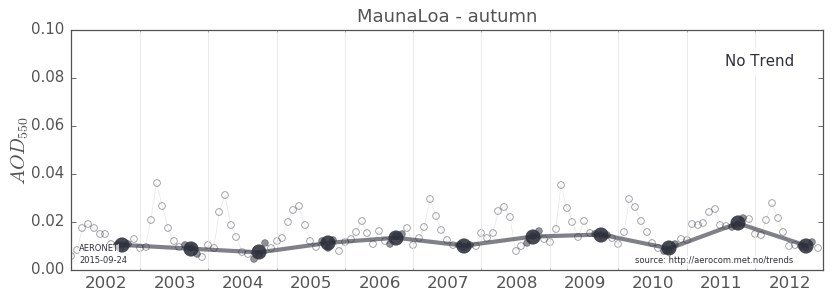 MaunaLoa - autumn
No Trend
AOD550
0.10
0.08
0.06
0.04
0.02
0.00
AERONET
2015-09-24
source: http://aerocom.met.no/trends
2002 2003 2004 2005 2006 2007 2008 2009 2010 2011 2012